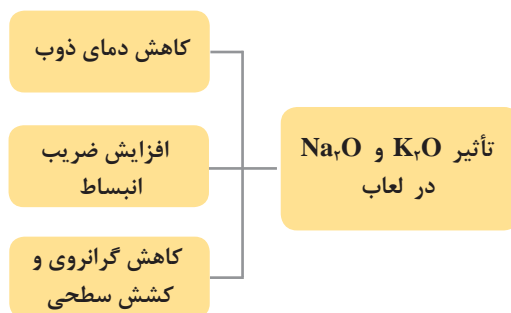 تأثیر K۲O و Na۲O
در لعاب
کاهش دمای ذوب
افزایش ضریب
انبساط
کاهش گرانروی و
کشش سطحی